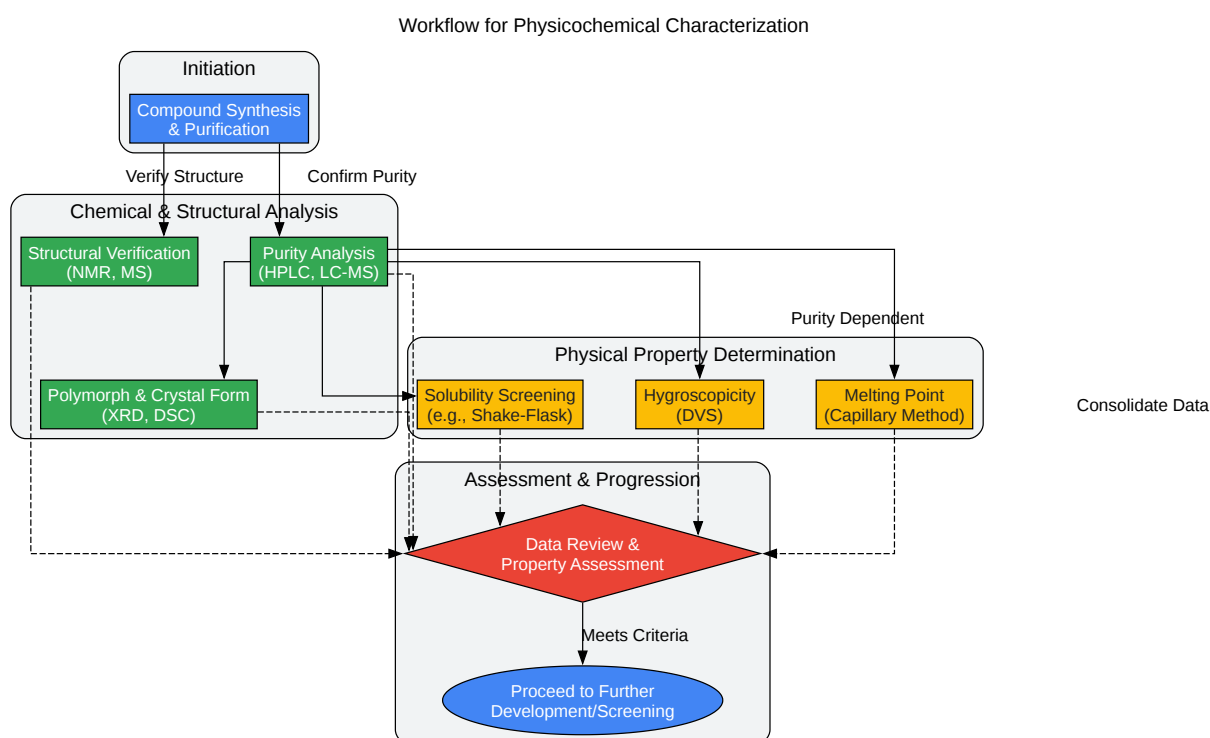 Workflow for Physicochemical Characterization
Initiation
Compound Synthesis
& Purification
Verify Structure
Confirm Purity
Chemical & Structural Analysis
Structural Verification
(NMR, MS)
Purity Analysis
(HPLC, LC-MS)
Purity Dependent
Physical Property Determination
Polymorph & Crystal Form
(XRD, DSC)
Solubility Screening
(e.g., Shake-Flask)
Hygroscopicity
(DVS)
Melting Point
(Capillary Method)
Consolidate Data
Assessment & Progression
Data Review &
Property Assessment
Meets Criteria
Proceed to Further
Development/Screening